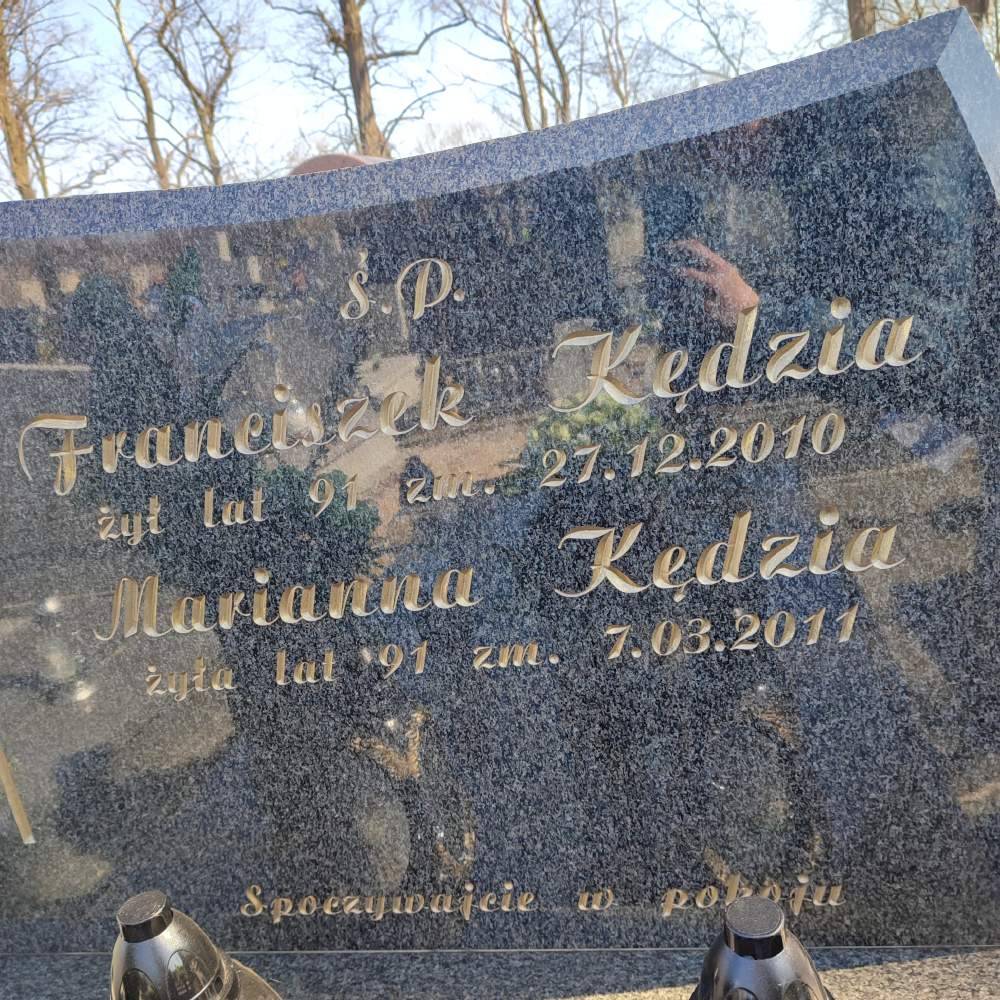 Ś.P.
Franciszek Kędzia
żył lat 91 zm. 27.12.2010
Marianna Kędzia
żyła lat 91 zm. 7.03.2011
Spoczywajcie w pokoju